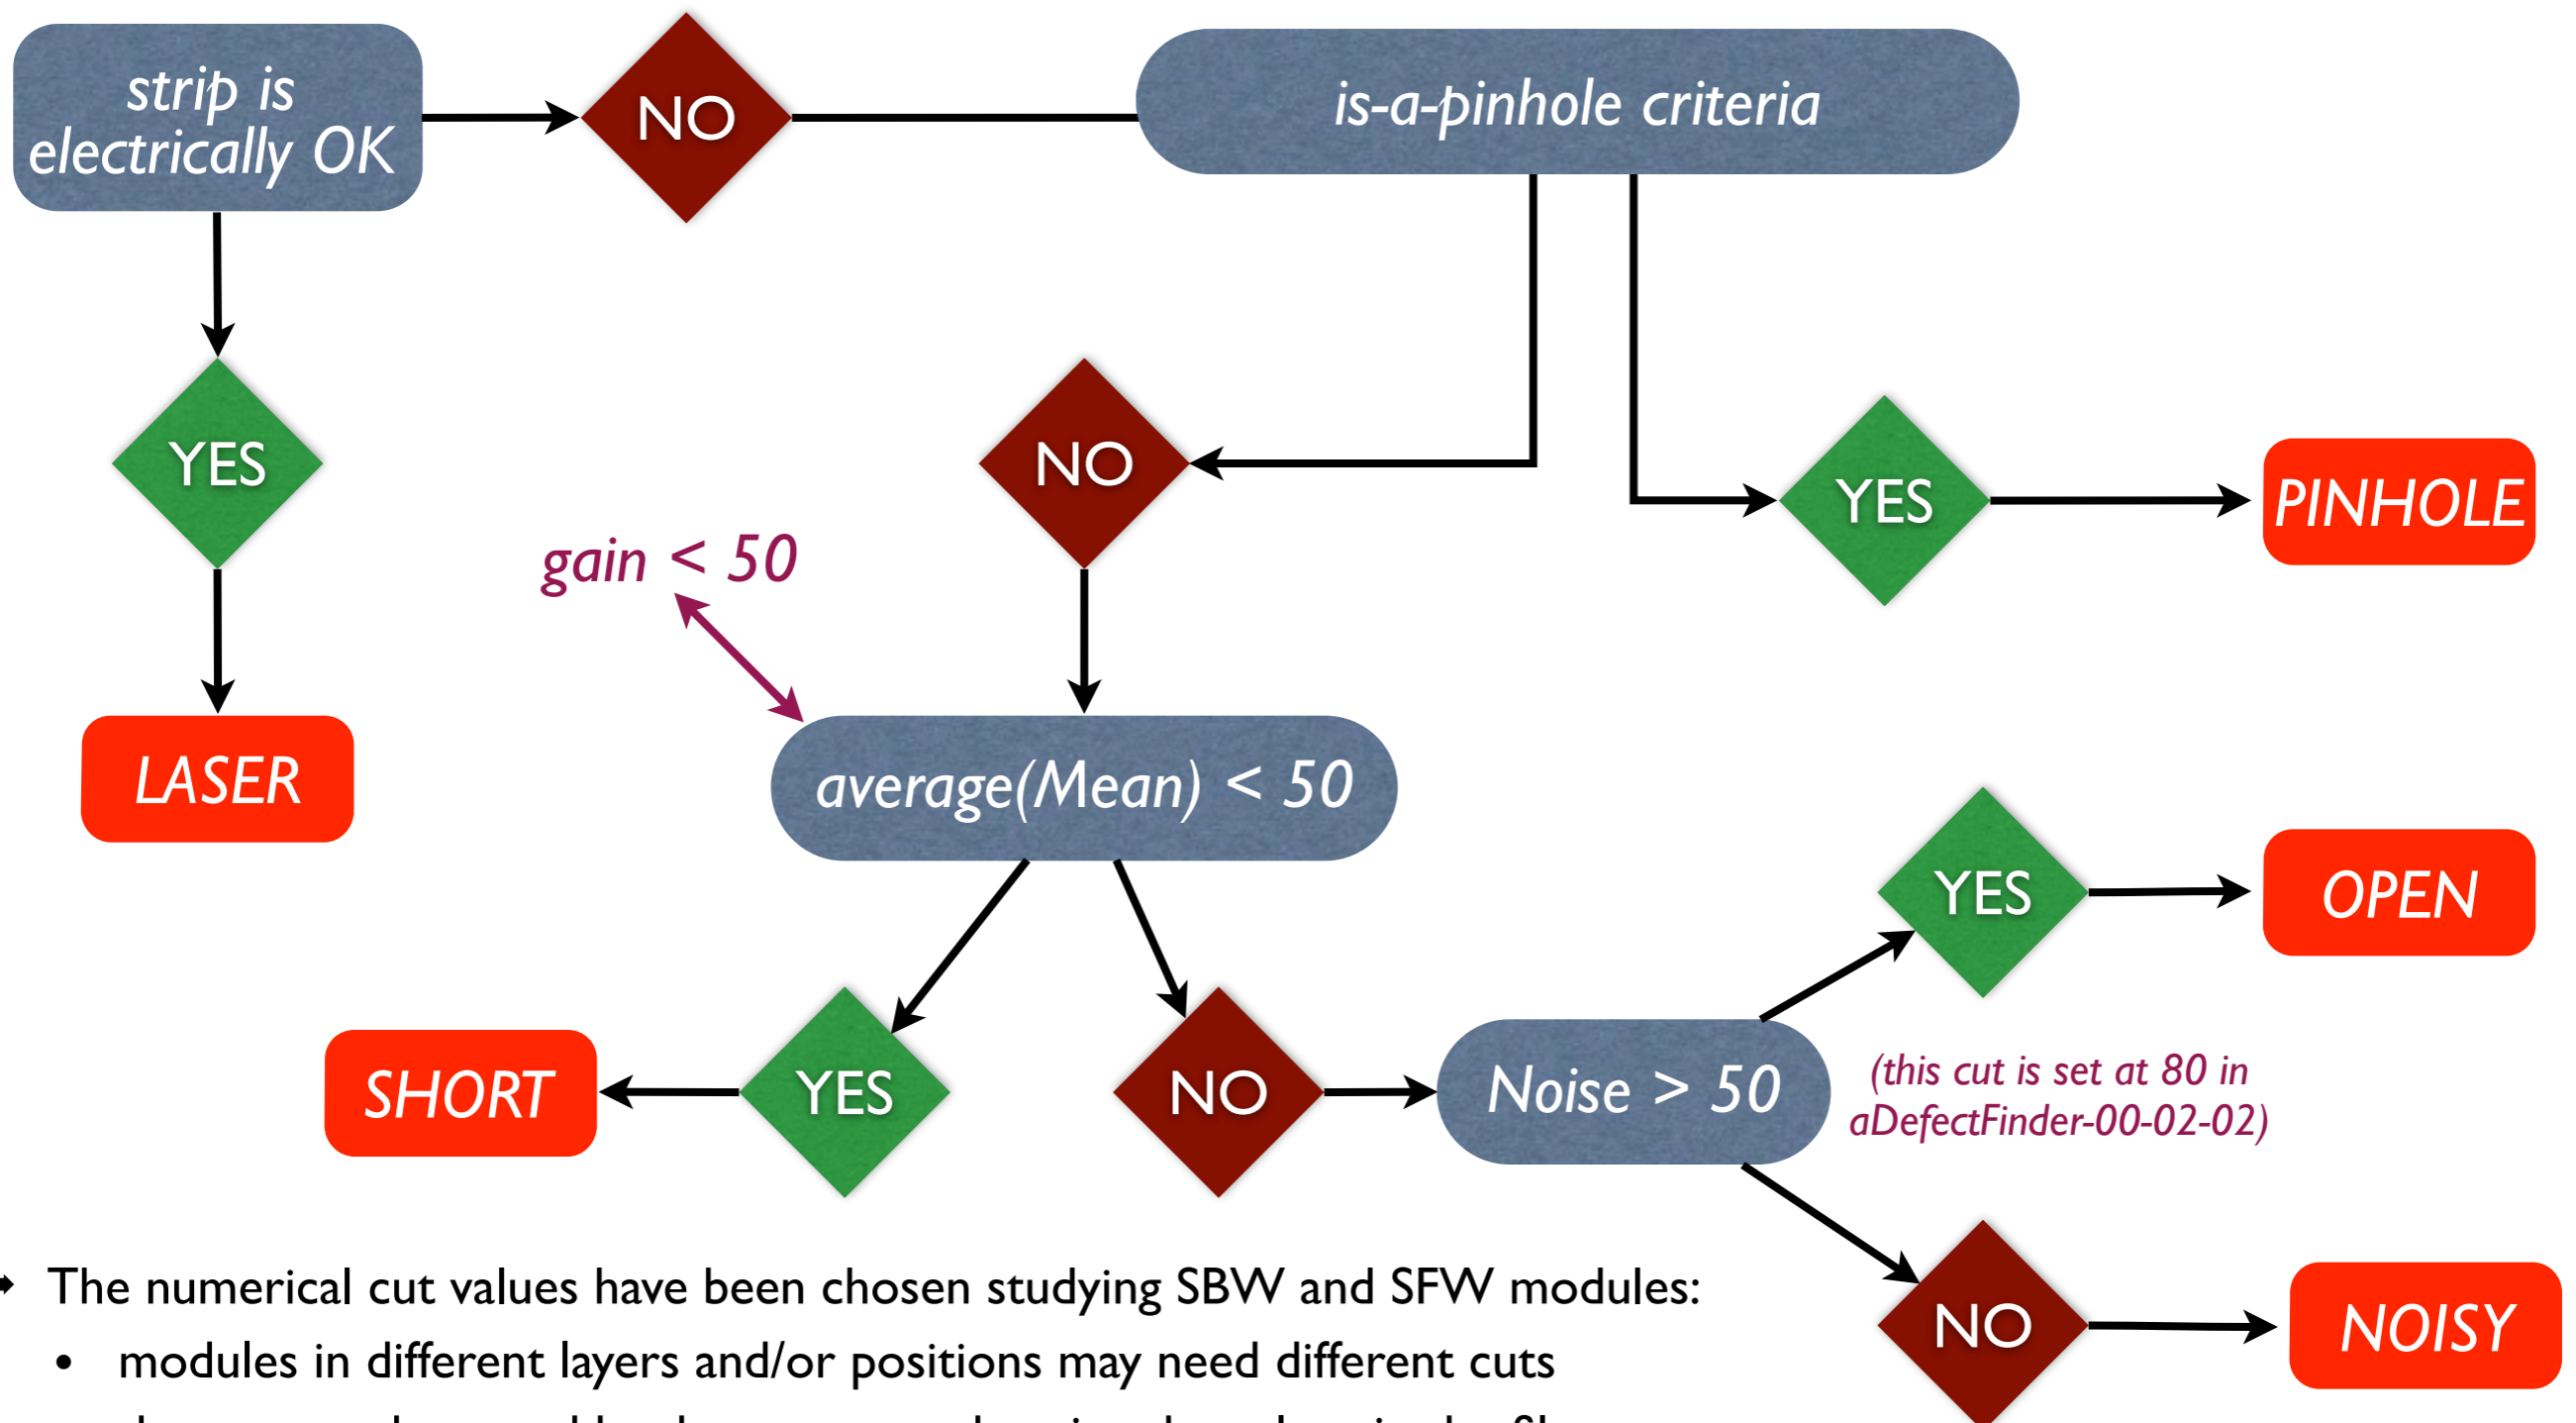 strip is
electrically OK
NO
is-a-pinhole criteria
YES
NO
YES
PINHOLE
gain < 50
LASER
average(Mean) < 50
YES
OPEN
SHORT
YES
NO
Noise > 50
(this cut is set at 80 in
aDefectFinder-00-02-02)
The numerical cut values have been chosen studying SBW and SFW modules:
NO
NOISY
• modules in different layers and/or positions may need different cuts